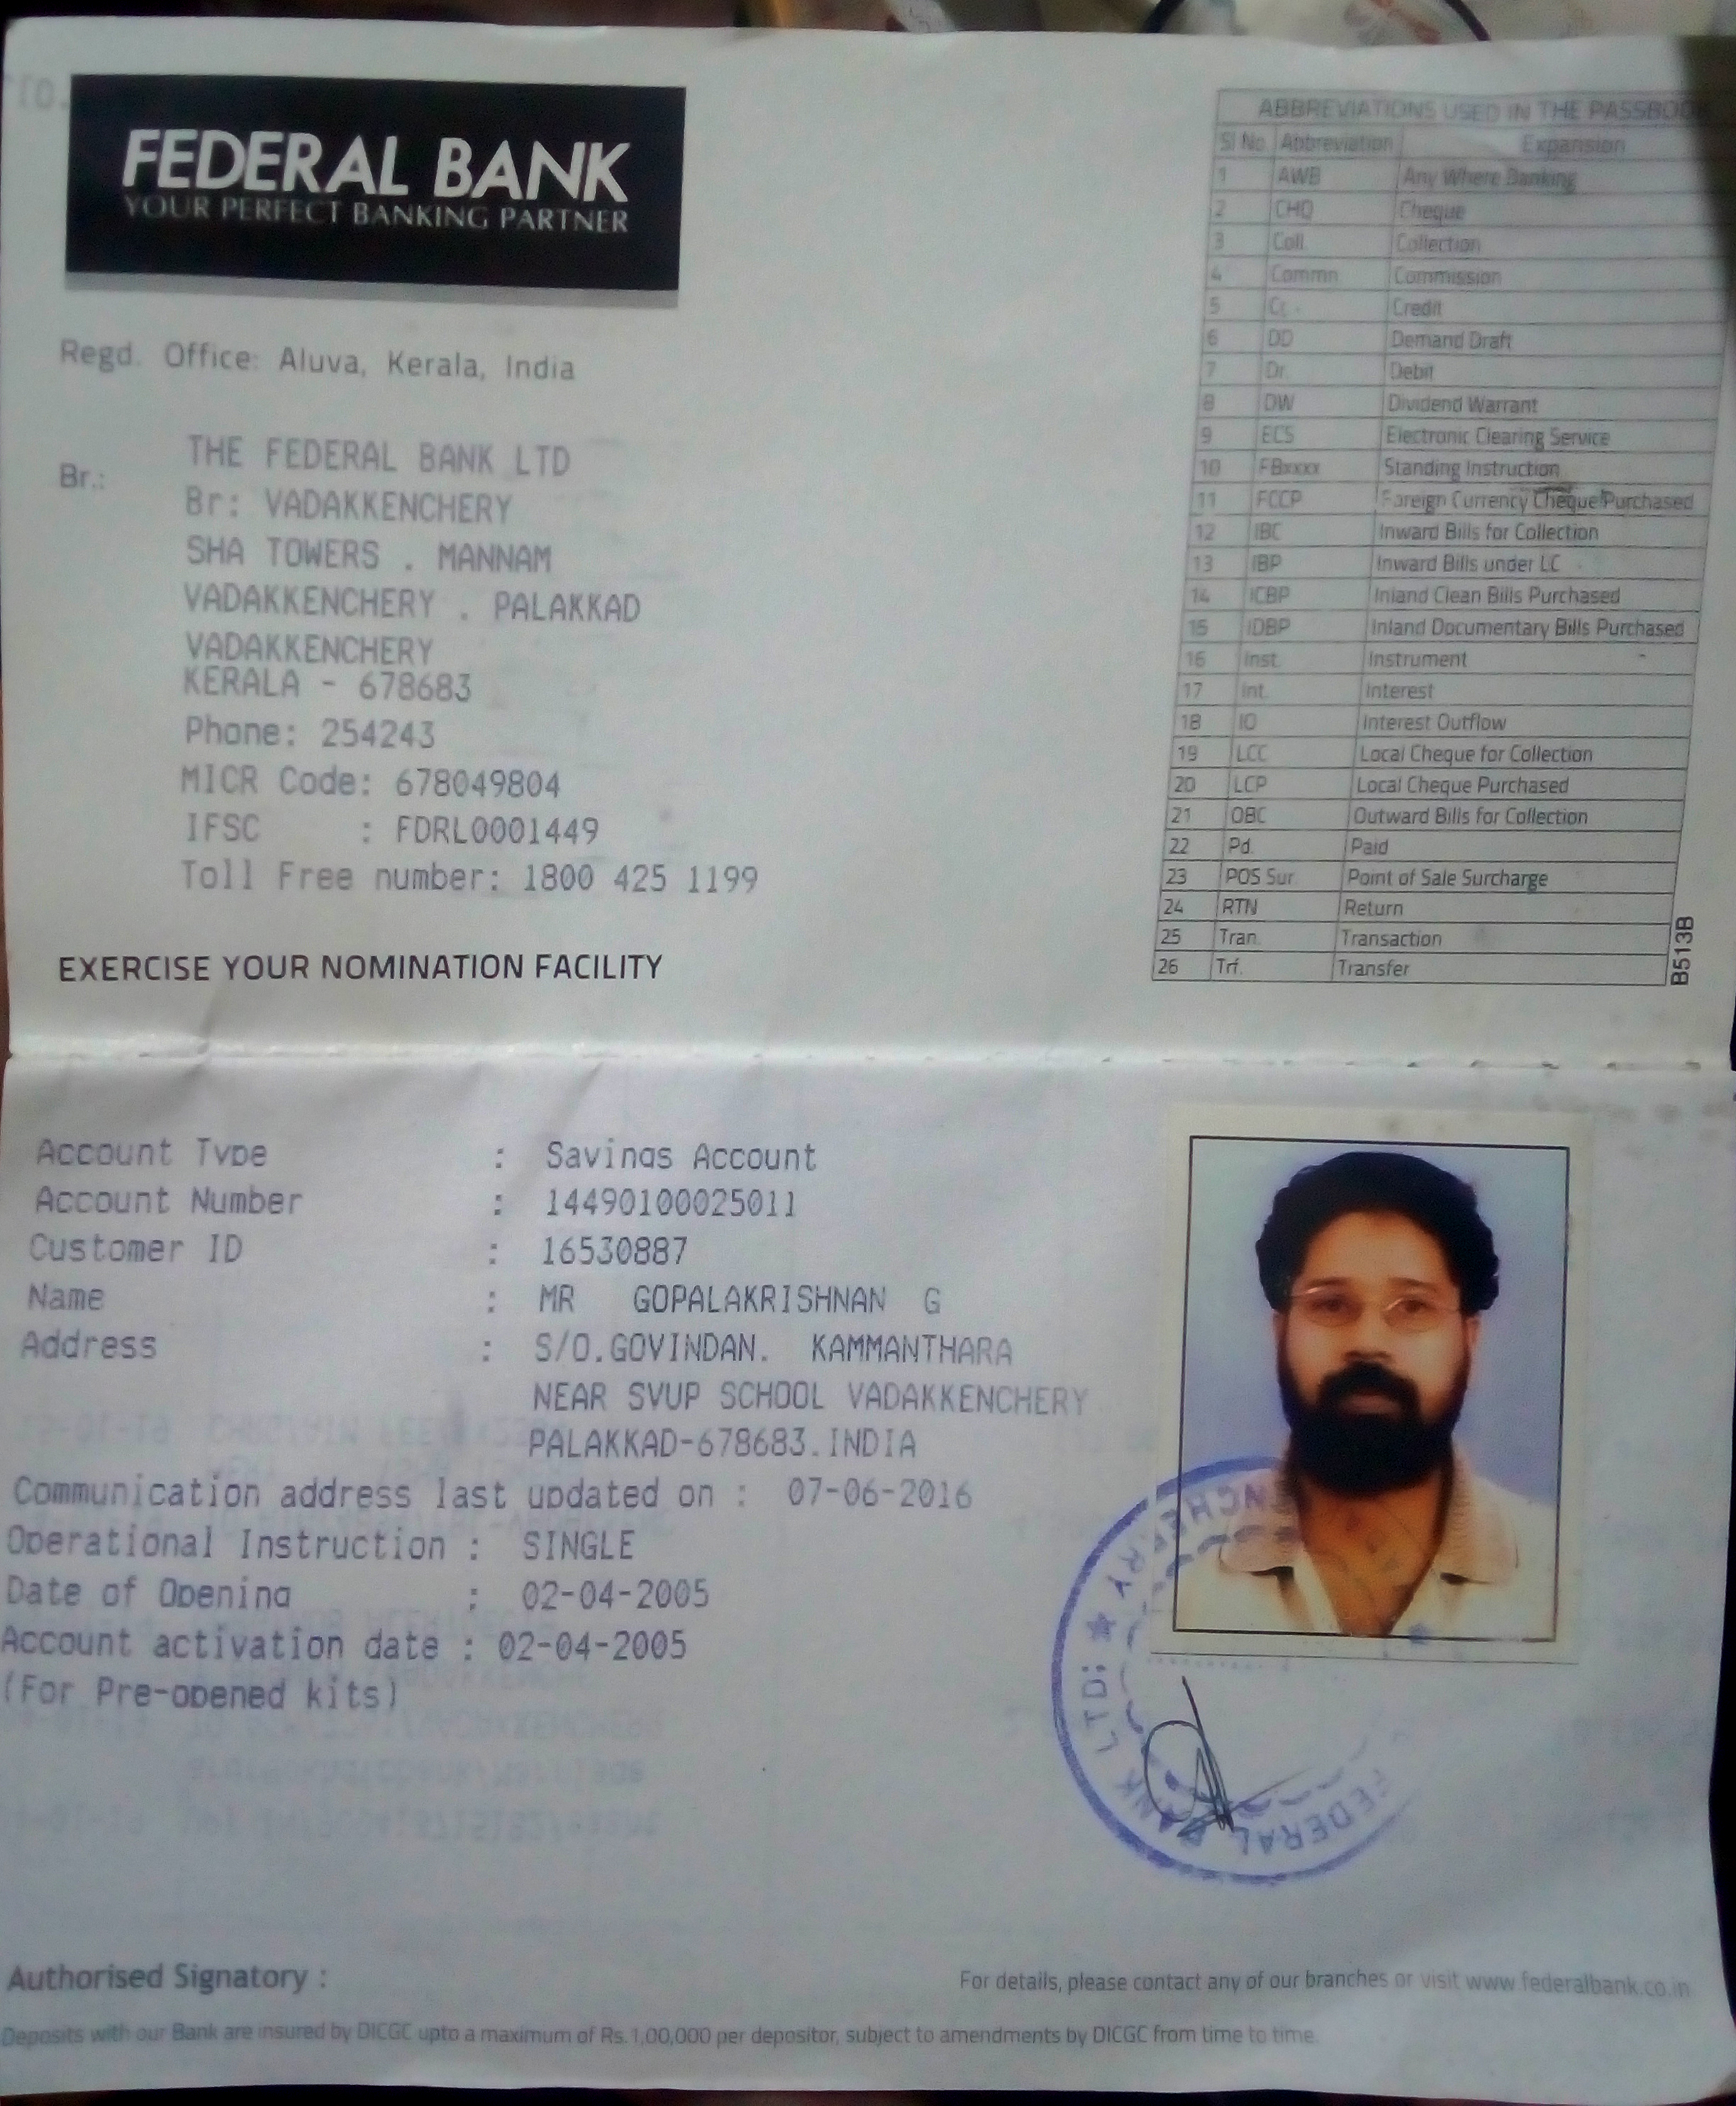 FEDERAL BANK
YOUR PERFECT BANKING PARTNER
Regd. Office: Aluva, Kerala, India
Br.:
THE FEDERAL BANK LTD
Br: VADAKKENCHERY
SHA TOWERS . MANNAM
VADAKKENCHERY . PALAKKAD
VADAKKENCHERY
KERALA - 678683
Phone: 254243
MICR Code: 678049804
IFSC : FDRL0001449
Toll Free number: 1800 425 1199
EXERCISE YOUR NOMINATION FACILITY
ABBREVIATIONS USED IN THE
Sl No. Abbreviation Expansion
1 AWB Any Where Banking
2 CHQ Cheque
3 Coll. Collection
4 Commn Commission
5 Credit
6 DD Demand Draft
7 Dr. Debit
8 DW Dividend Warrant
9 ECS Electronic Clearing Service
10 FBxxxx Standing Instruction
11 FCCP Foreign Currency Cheque Purchased
12 IBC Inward Bills for Collection
13 IBP Inward Bills under LC
14 ICBP Inland Clean Bills Purchased
15 IDBP Inland Documentary Bills Purchased
16 Inst. Instrument
17 Int. Interest
18 IO Interest Outflow
19 LCC Local Cheque for Collection
20 LCP Local Cheque Purchased
21 OBC Outward Bills for Collection
22 Pd. Paid
23 POS Sur Point of Sale Surcharge
24 RTN Return
25 Tran. Transaction
26 Trf. Transfer
B513B
Account Type : Savings Account
Account Number : 14490100025011
Customer ID : 16530887
Name : MR GOPALAKRISHNAN G
Address : S/O.GOVINDAN. KAMMANTHARA
NEAR SVUP SCHOOL VADAKKENCHERY
PALAKKAD-678683.INDIA
Communication address last updated on : 07-06-2016
Operational Instruction : SINGLE
Date of Opening : 02-04-2005
Account activation date : 02-04-2005
(For Pre-opened kits)
FEDERAL BANK LTD:
Authorised Signatory :
For details, please contact any of our branches or visit www.federalbank.co.in
Deposits with our Bank are insured by DICGC upto a maximum of Rs.1,00,000 per depositor, subject to amendments by DICGC from time to time.